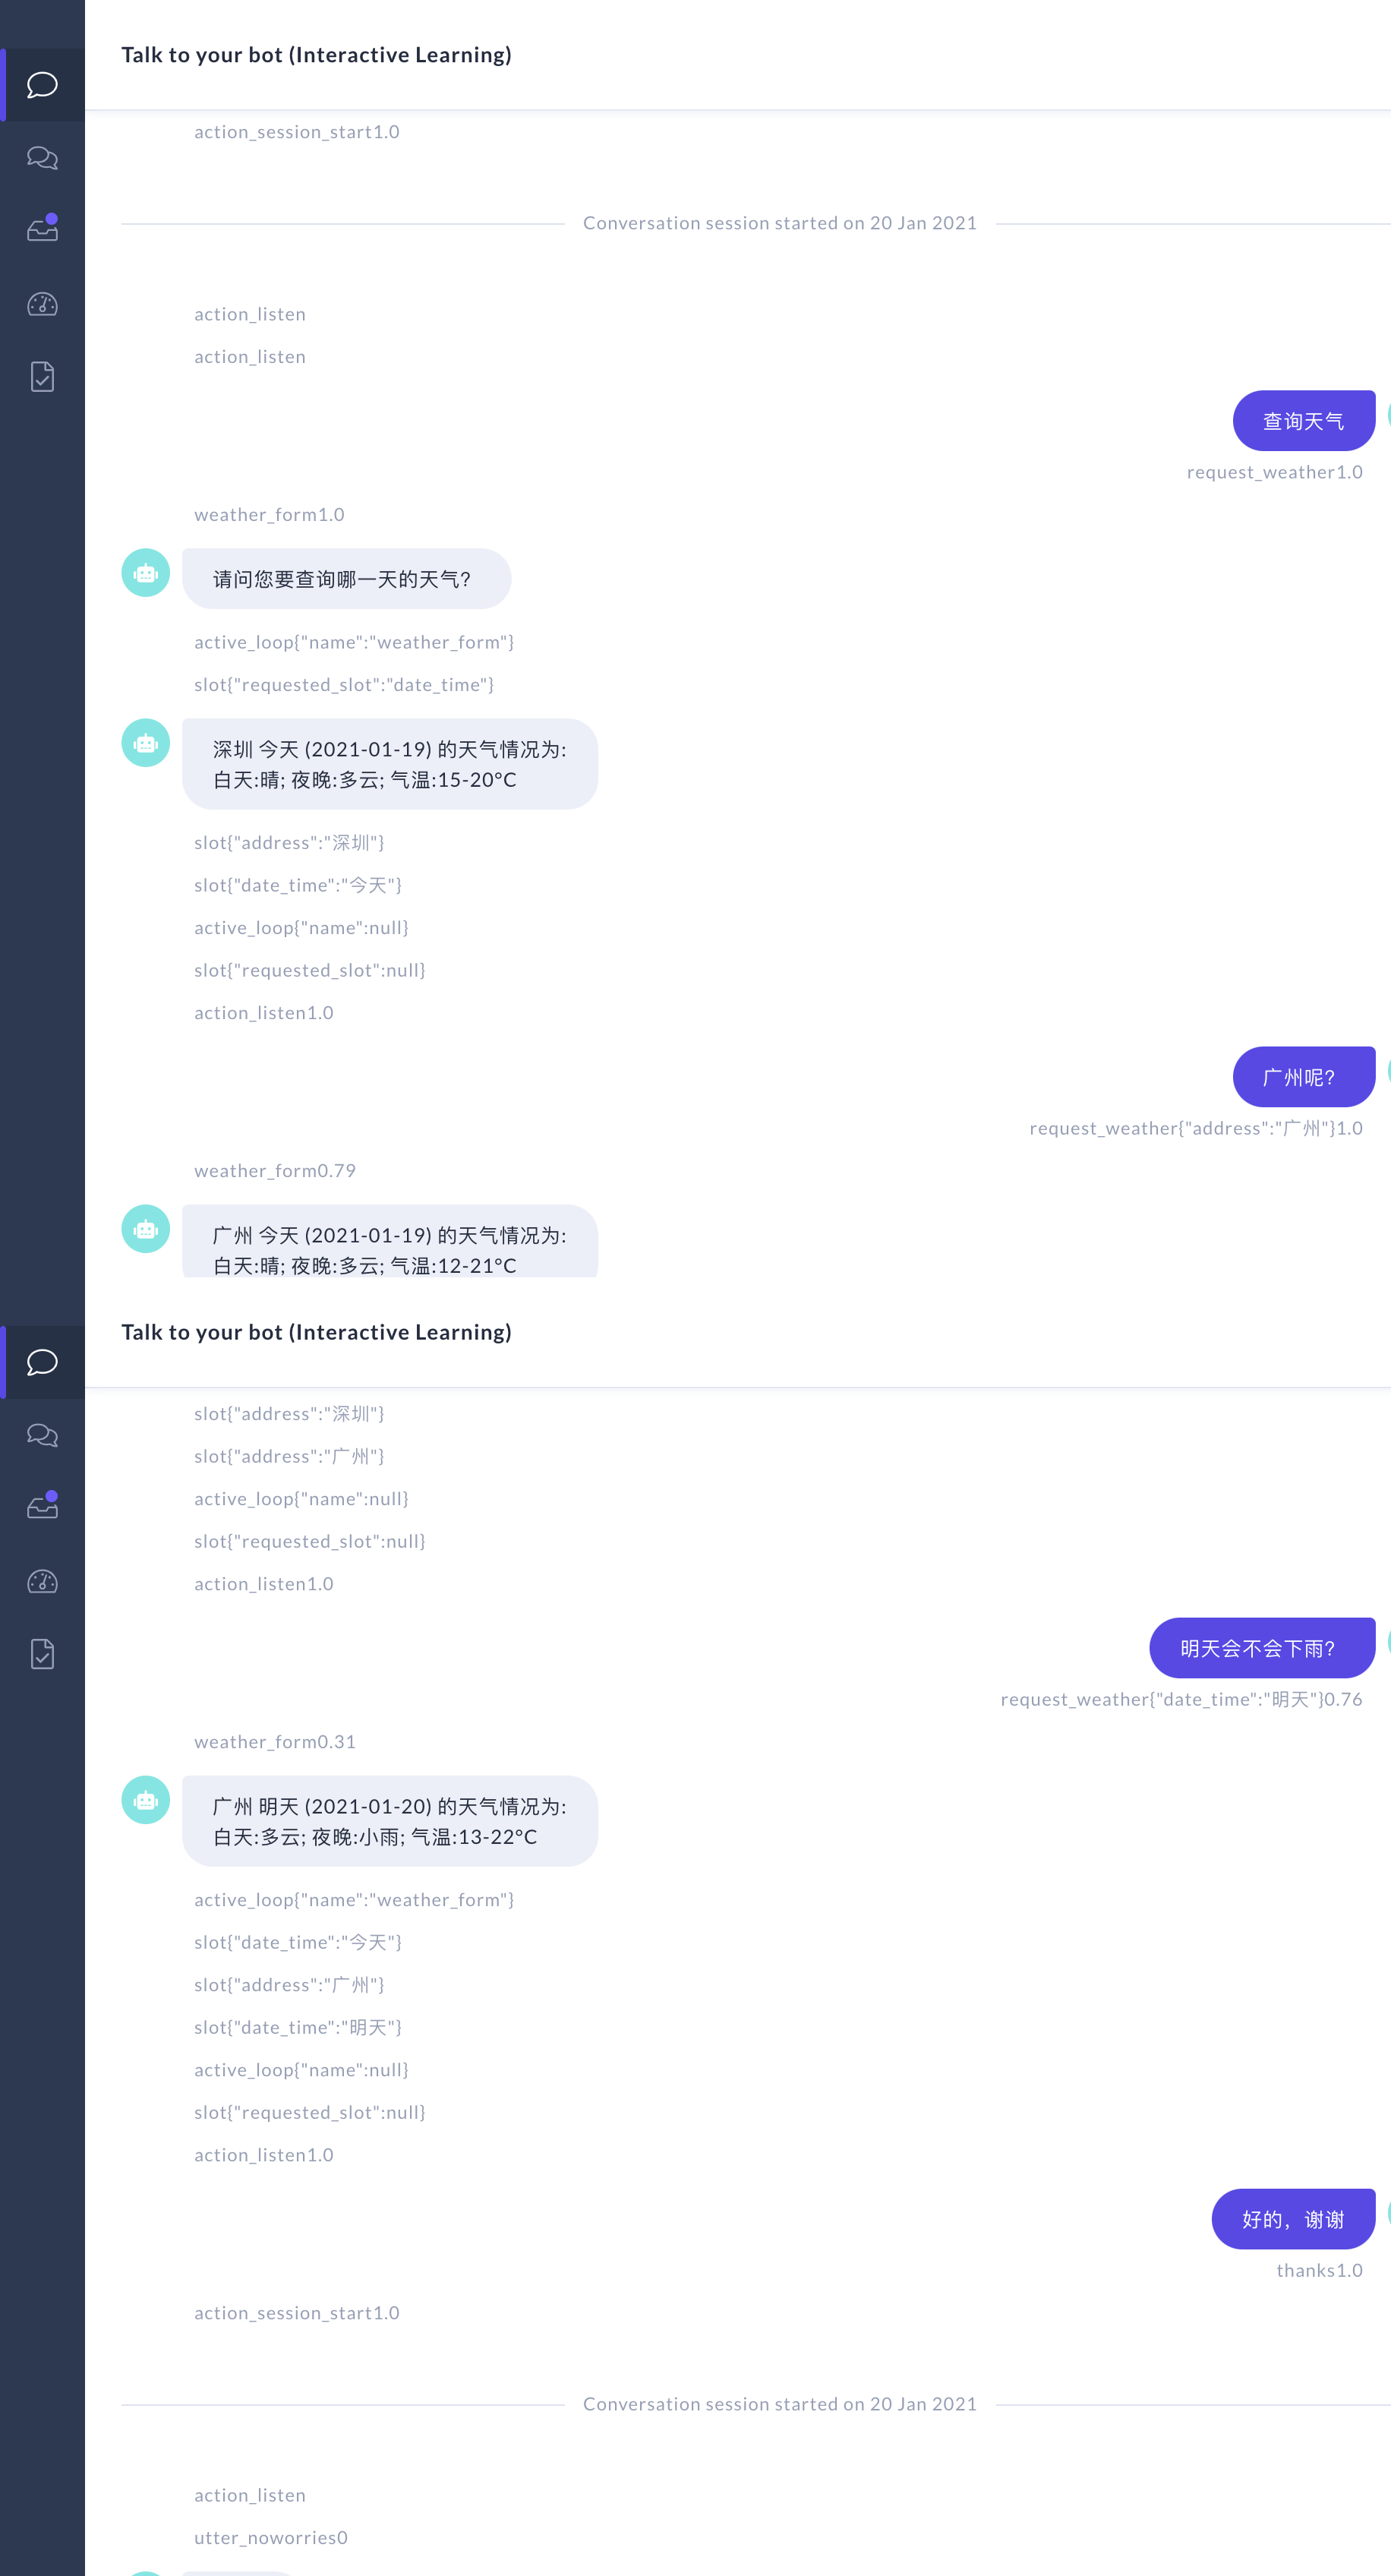 Talk to your bot (Interactive Learning)
action_session_start1.0
Conversation session started on 20 Jan 2021
action_listen
action_listen
查询天气
request_weather1.0
weather_form1.0
请问您要查询哪一天的天气?
active_loop{"name":"weather_form"}
slot{"requested_slot":"date_time"}
深圳 今天 (2021-01-19) 的天气情况为:
白天:晴; 夜晚:多云; 气温:15-20°C
slot{"address":"深圳"}
slot{"date_time":"今天"}
active_loop{"name":null}
slot{"requested_slot":null}
action_listen1.0
广州呢?
request_weather{"address":"广州"}1.0
weather_form0.79
广州 今天 (2021-01-19) 的天气情况为:
白天:晴; 夜晚:多云; 气温:12-21°C
Talk to your bot (Interactive Learning)
slot{"address":"深圳"}
slot{"address":"广州"}
active_loop{"name":null}
slot{"requested_slot":null}
action_listen1.0
明天会不会下雨?
request_weather{"date_time":"明天"}0.76
weather_form0.31
广州 明天 (2021-01-20) 的天气情况为:
白天:多云; 夜晚:小雨; 气温:13-22°C
active_loop{"name":"weather_form"}
slot{"date_time":"今天"}
slot{"address":"广州"}
slot{"date_time":"明天"}
active_loop{"name":null}
slot{"requested_slot":null}
action_listen1.0
好的，谢谢
thanks1.0
action_session_start1.0
Conversation session started on 20 Jan 2021
action_listen
utter_noworries0